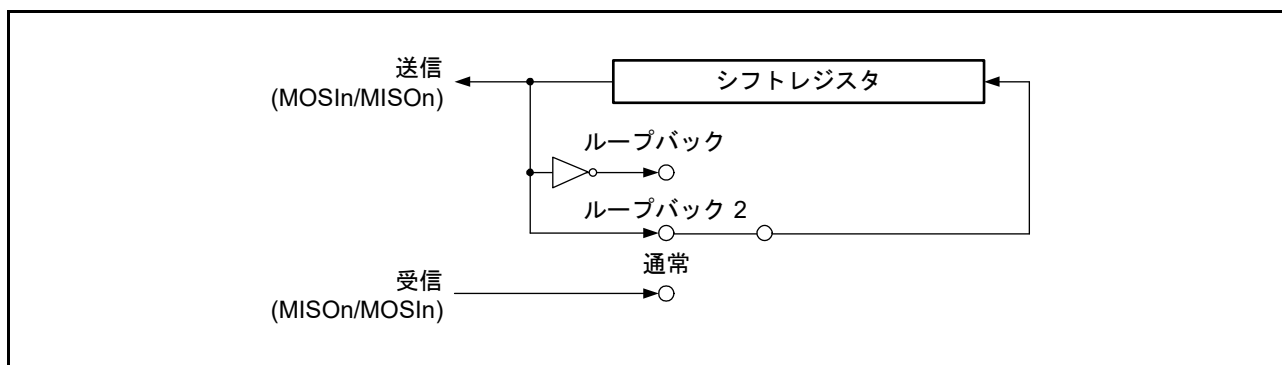 送信
(MOSIn/MISOn)
シフトレジスタ
ループバック
ループバック 2
通常
受信
(MISOn/MOSIn)